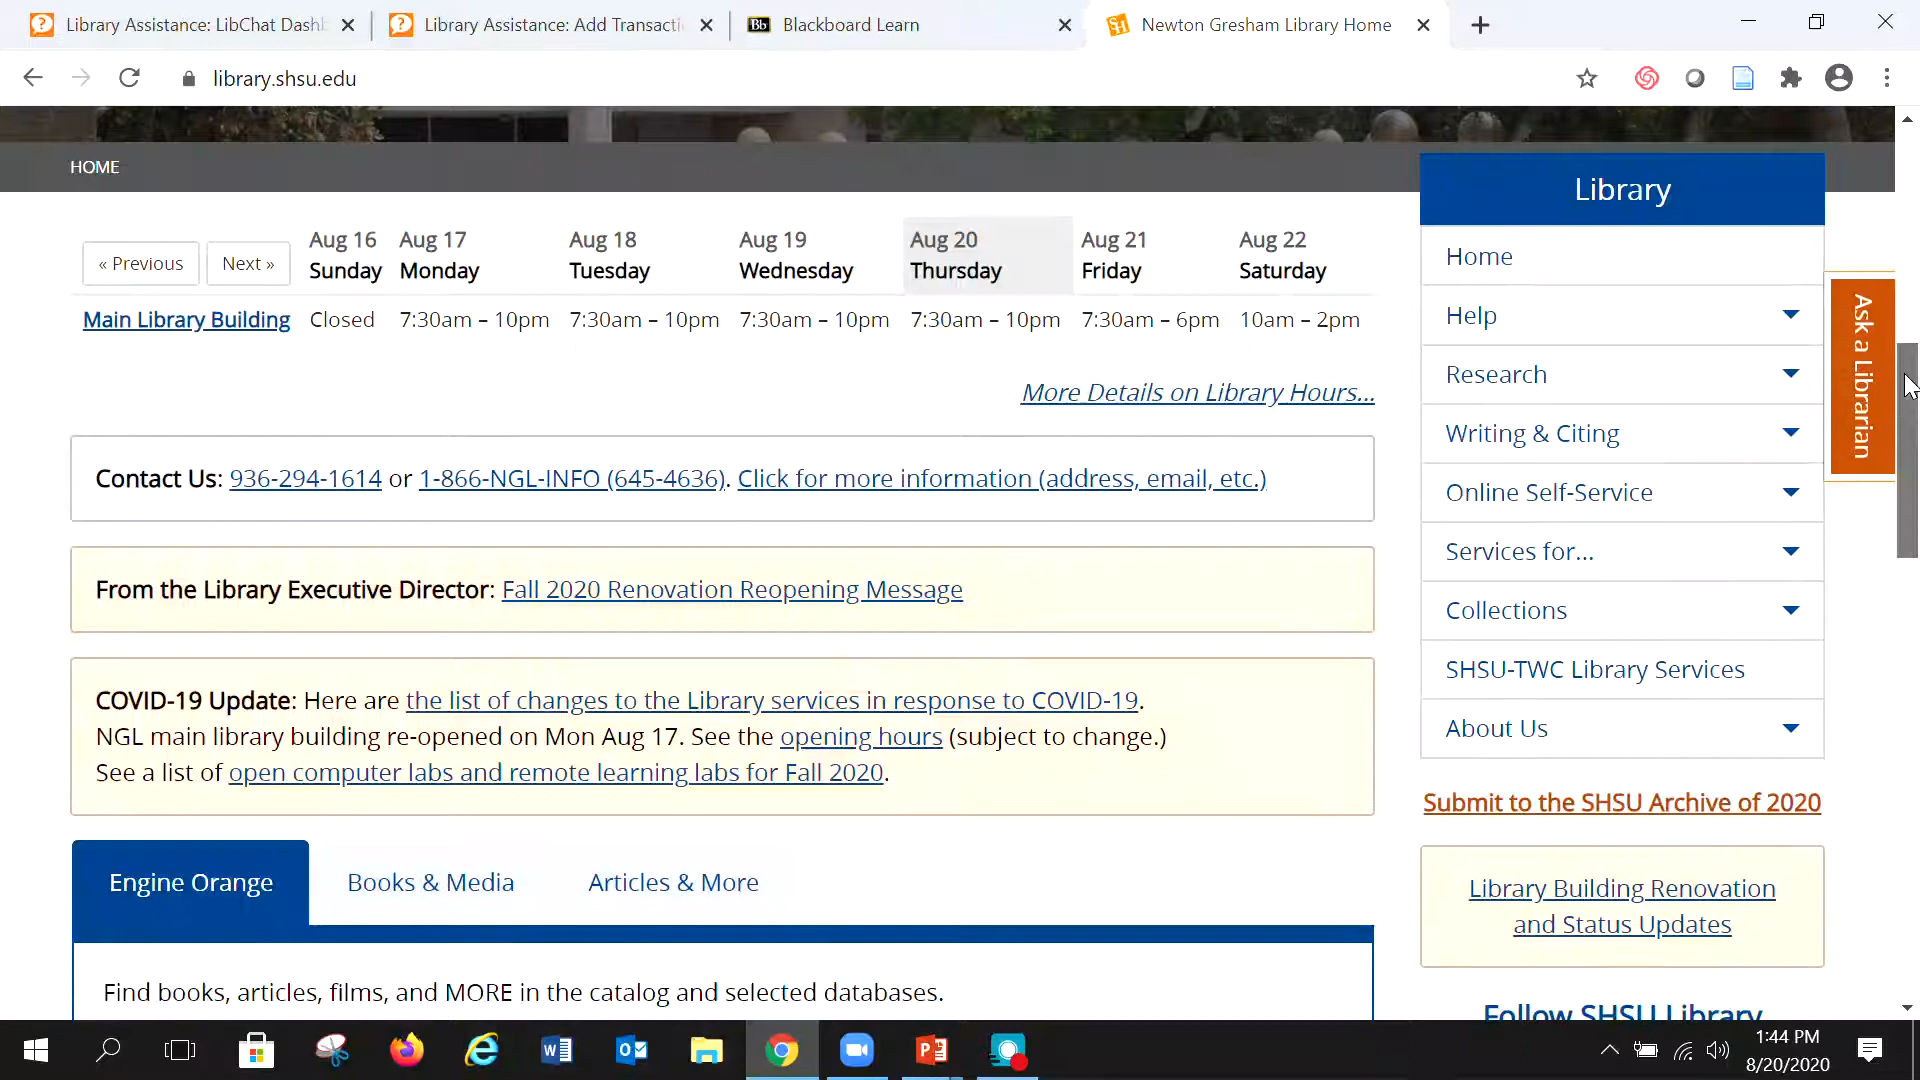 Library Assistance: LibChat Dashb
Library Assistance: Add Transacti
Blackboard Learn
Newton Gresham Library Home
library.shsu.edu
HOME
« Previous
Next »
Aug 16 Aug 17 Aug 18 Aug 19 Aug 20 Aug 21 Aug 22
Sunday Monday Tuesday Wednesday Thursday Friday Saturday
Main Library Building Closed 7:30am – 10pm 7:30am – 10pm 7:30am – 10pm 7:30am – 10pm 7:30am – 6pm 10am – 2pm
More Details on Library Hours...
Contact Us: 936-294-1614 or 1-866-NGL-INFO (645-4636). Click for more information (address, email, etc.)
From the Library Executive Director: Fall 2020 Renovation Reopening Message
COVID-19 Update: Here are the list of changes to the Library services in response to COVID-19.
NGL main library building re-opened on Mon Aug 17. See the opening hours (subject to change.)
See a list of open computer labs and remote learning labs for Fall 2020.
Engine Orange
Books & Media
Articles & More
Find books, articles, films, and MORE in the catalog and selected databases.
Library
Home
Help
Research
Writing & Citing
Online Self-Service
Services for...
Collections
SHSU-TWC Library Services
About Us
Ask a Librarian
Submit to the SHSU Archive of 2020
Library Building Renovation
and Status Updates
Follow SHSU Library
1:44 PM
8/20/2020